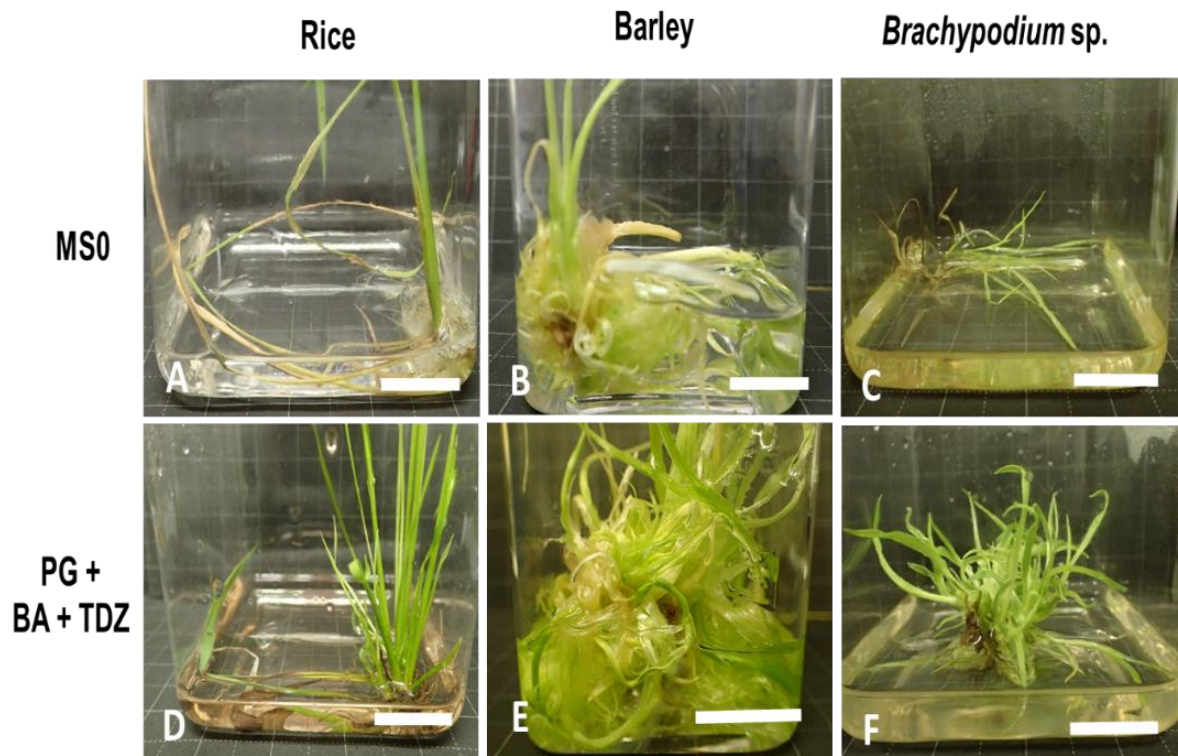 Rice
Barley
Brachypodium sp.
MS0
A
B
C
PG +
BA + TDZ
D
E
F